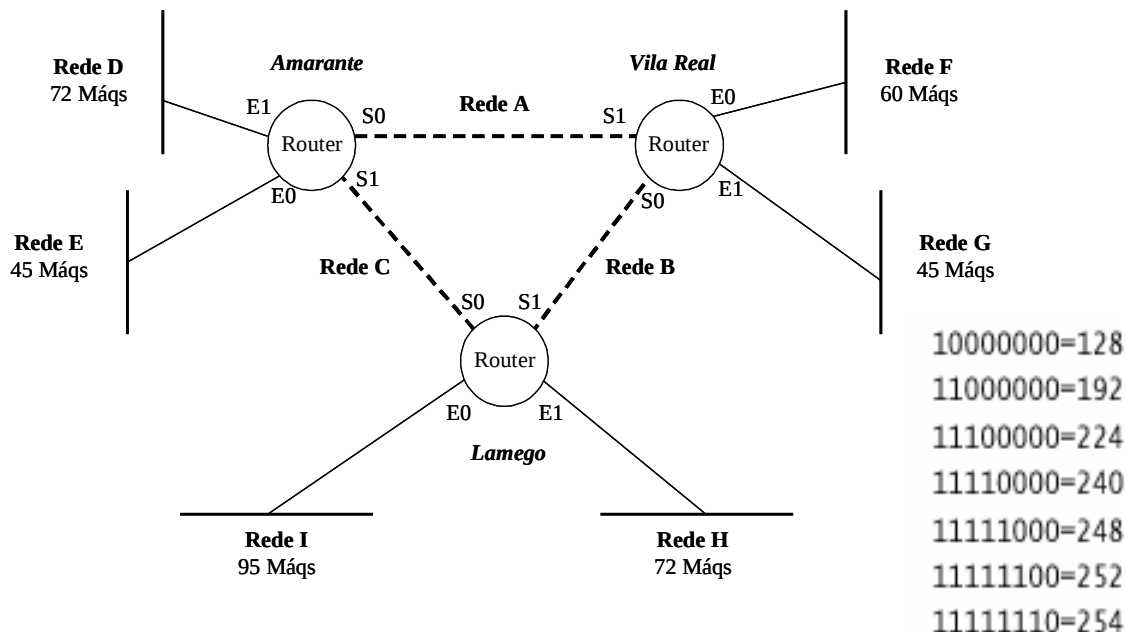 Rede D
72 Máqs
Amarante
Vila Real
Rede F
60 Máqs
E1
S0
Rede A
S1
E0
Router
Router
E0
S1
S0
E1
Rede E
45 Máqs
Rede C
Rede B
Rede G
45 Máqs
S0
S1
Router
E0
E1
Lamego
Rede I
95 Máqs
Rede H
72 Máqs
10000000=128
11000000=192
11100000=224
11110000=240
11111000=248
11111100=252
11111110=254